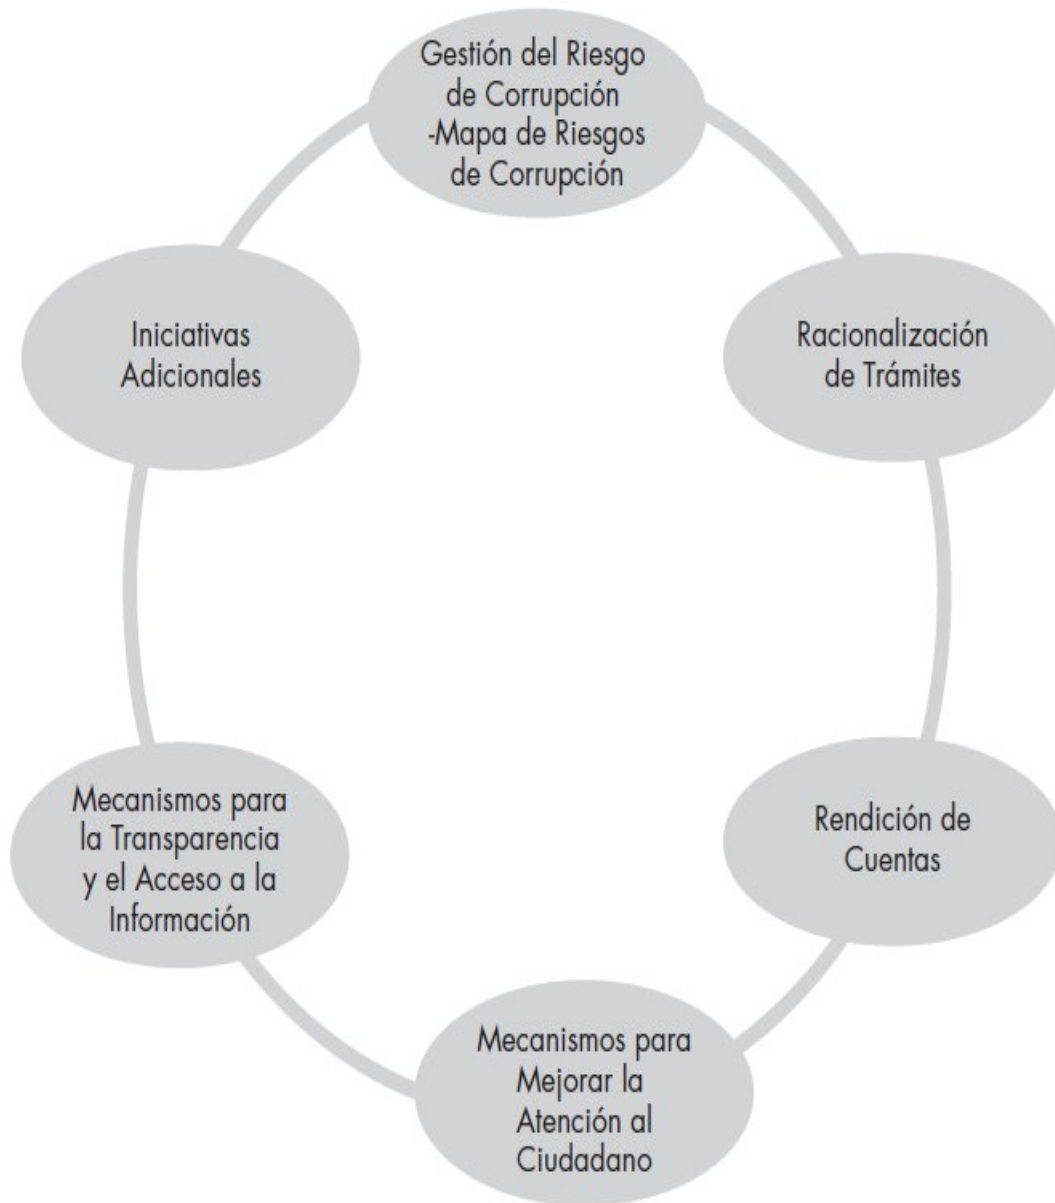 Gestión del Riesgo
de Corrupción
-Mapa de Riesgos
de Corrupción
Iniciativas
Adicionales
Racionalización
de Trámites
Mecanismos para
la Transparencia
y el Acceso a la
Información
Rendición de
Cuentas
Mecanismos para
Mejorar la
Atención al
Ciudadano